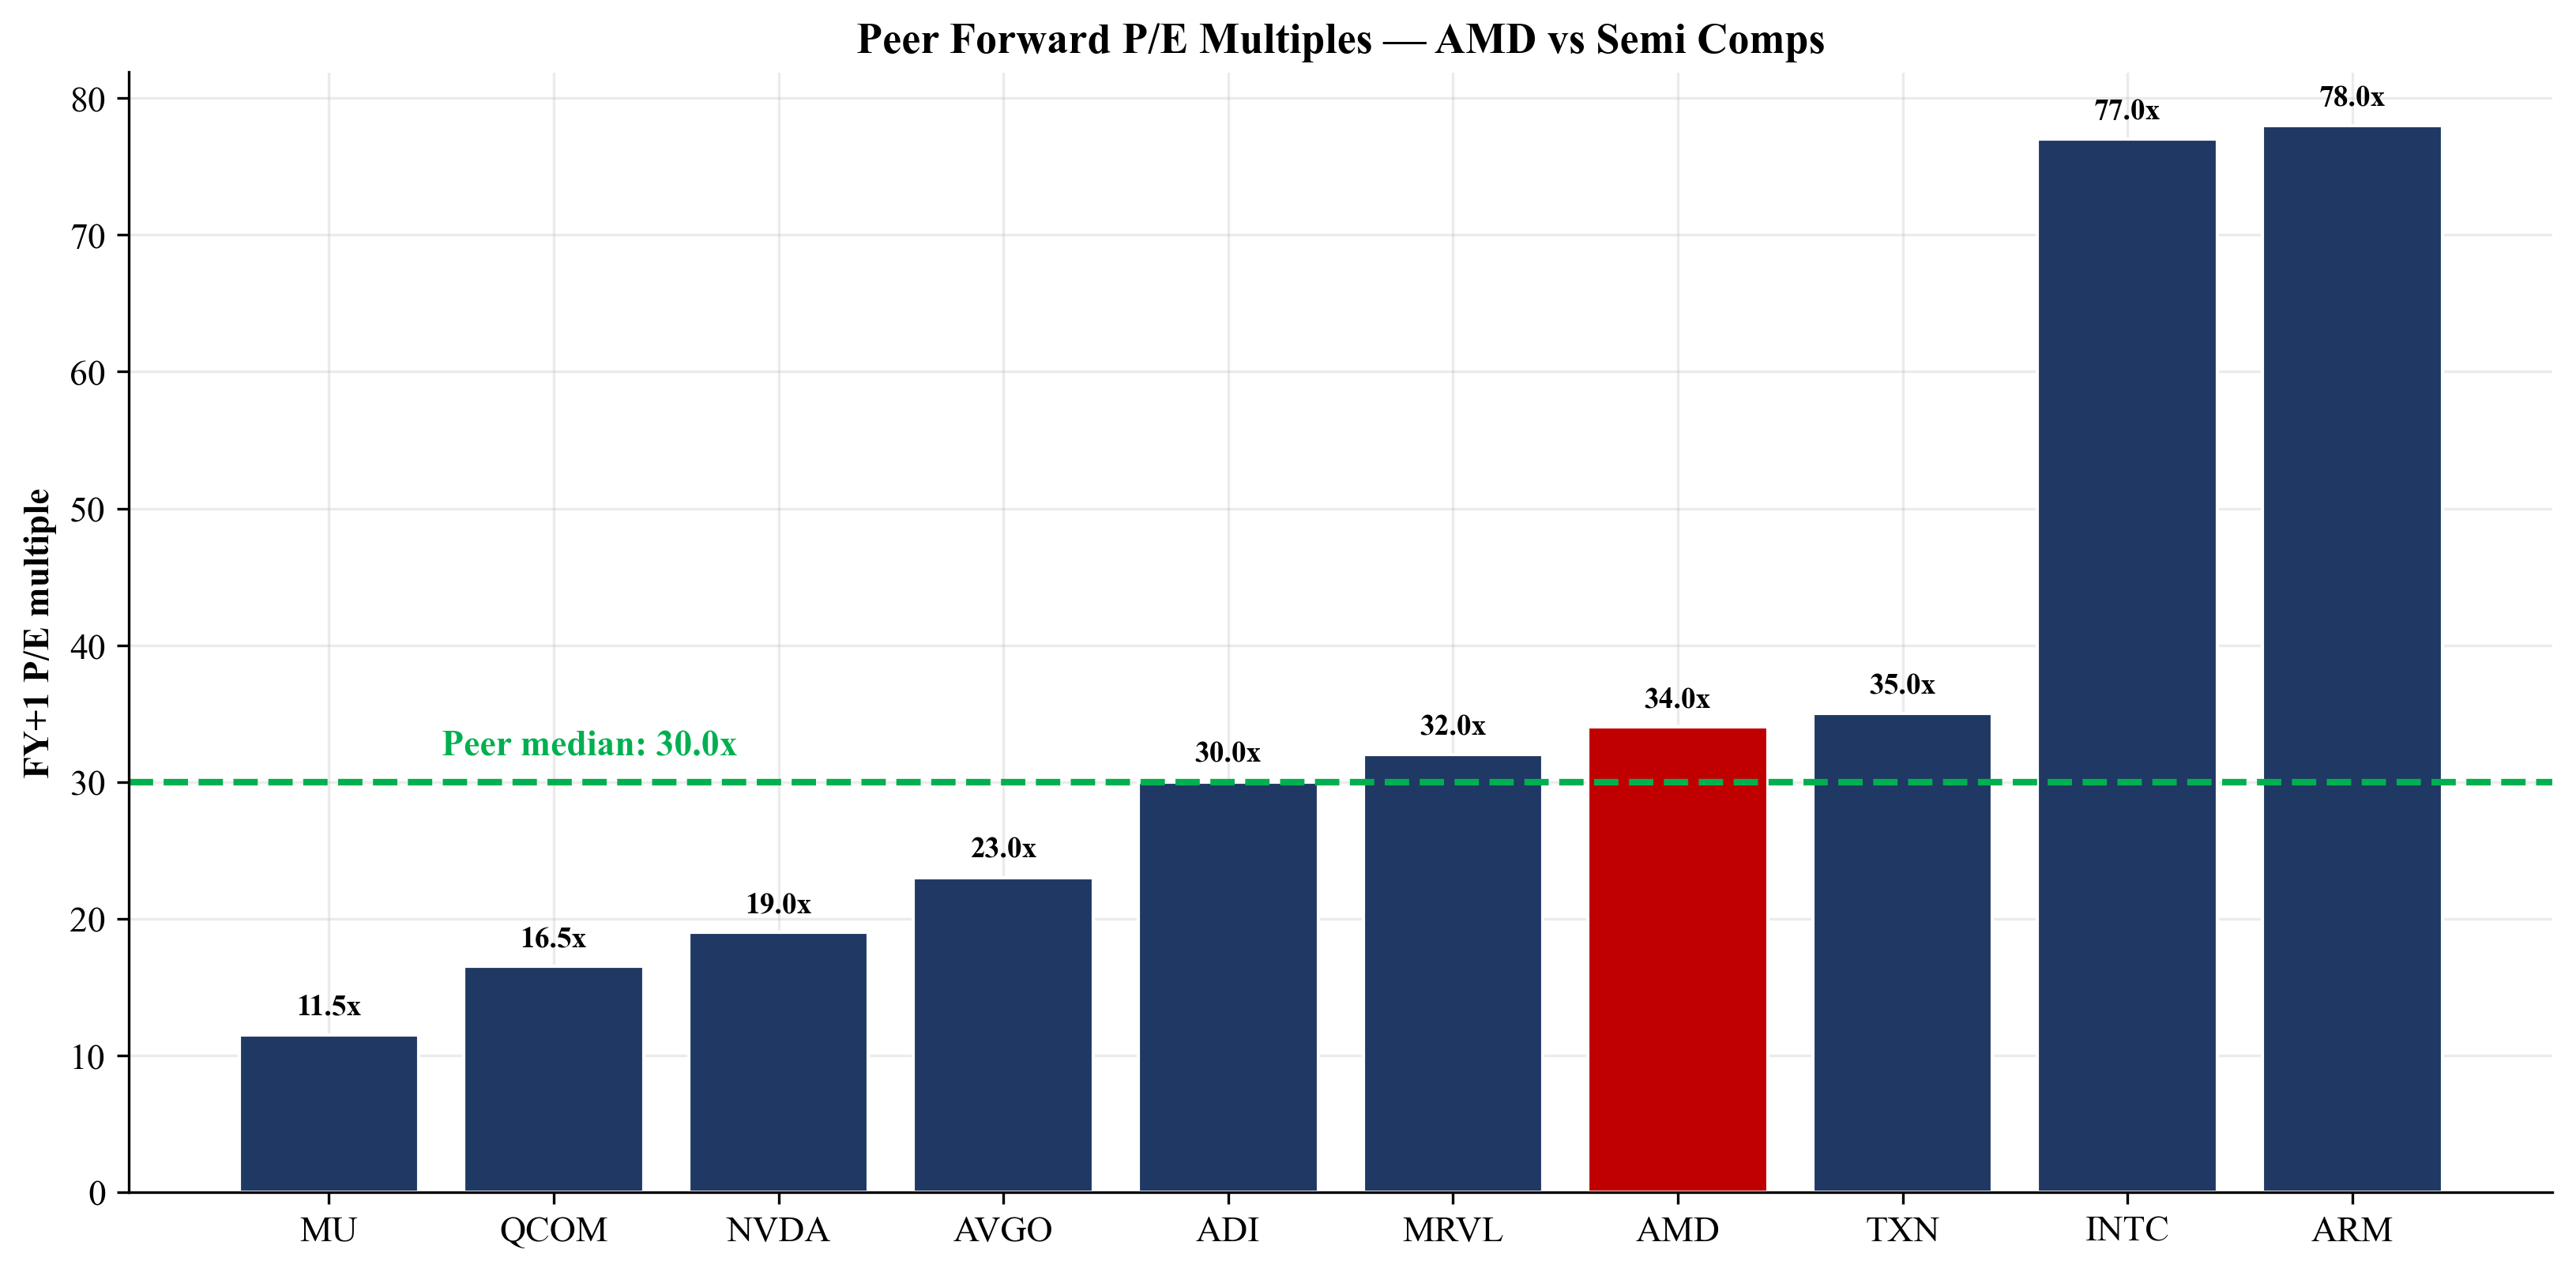 Peer Forward P/E Multiples — AMD vs Semi Comps
FY+1 P/E multiple
80
70
60
50
40
30
20
10
0
Peer median: 30.0x
11.5x
16.5x
19.0x
23.0x
30.0x
32.0x
34.0x
35.0x
77.0x
78.0x
MU
QCOM
NVDA
AVGO
ADI
MRVL
AMD
TXN
INTC
ARM